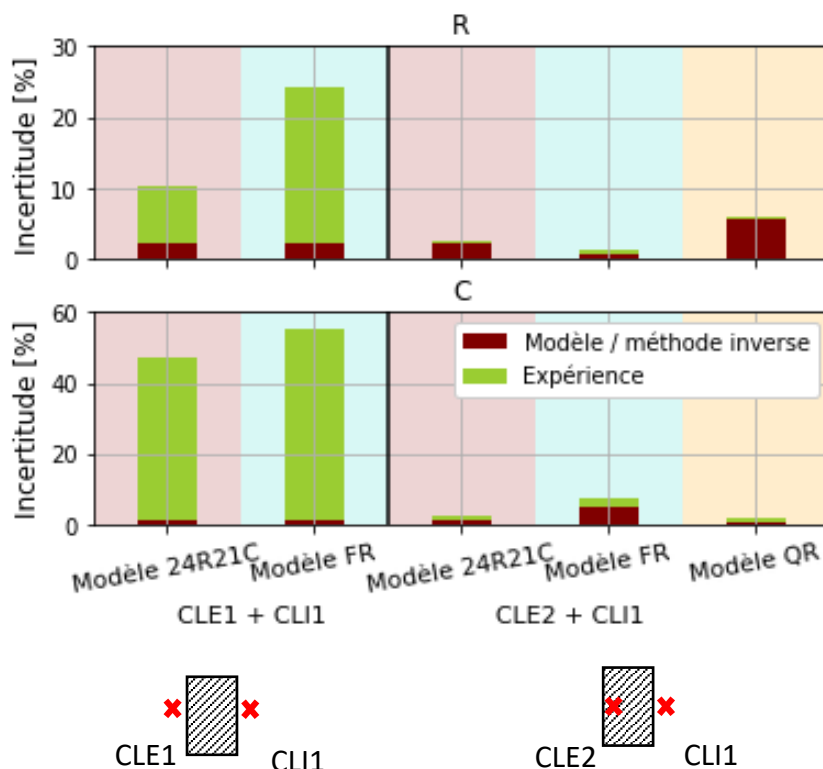 R
Incertitude [%]
30
20
10
0
C
Incertitude [%]
60
40
20
0
Modèle / méthode inverse
Expérience
Modèle 24R21C
Modèle FR
Modèle 24R21C
Modèle FR
Modèle QR
CLE1 + CLI1
CLE2 + CLI1
CLE1
CLI1
CLE2
CLI1